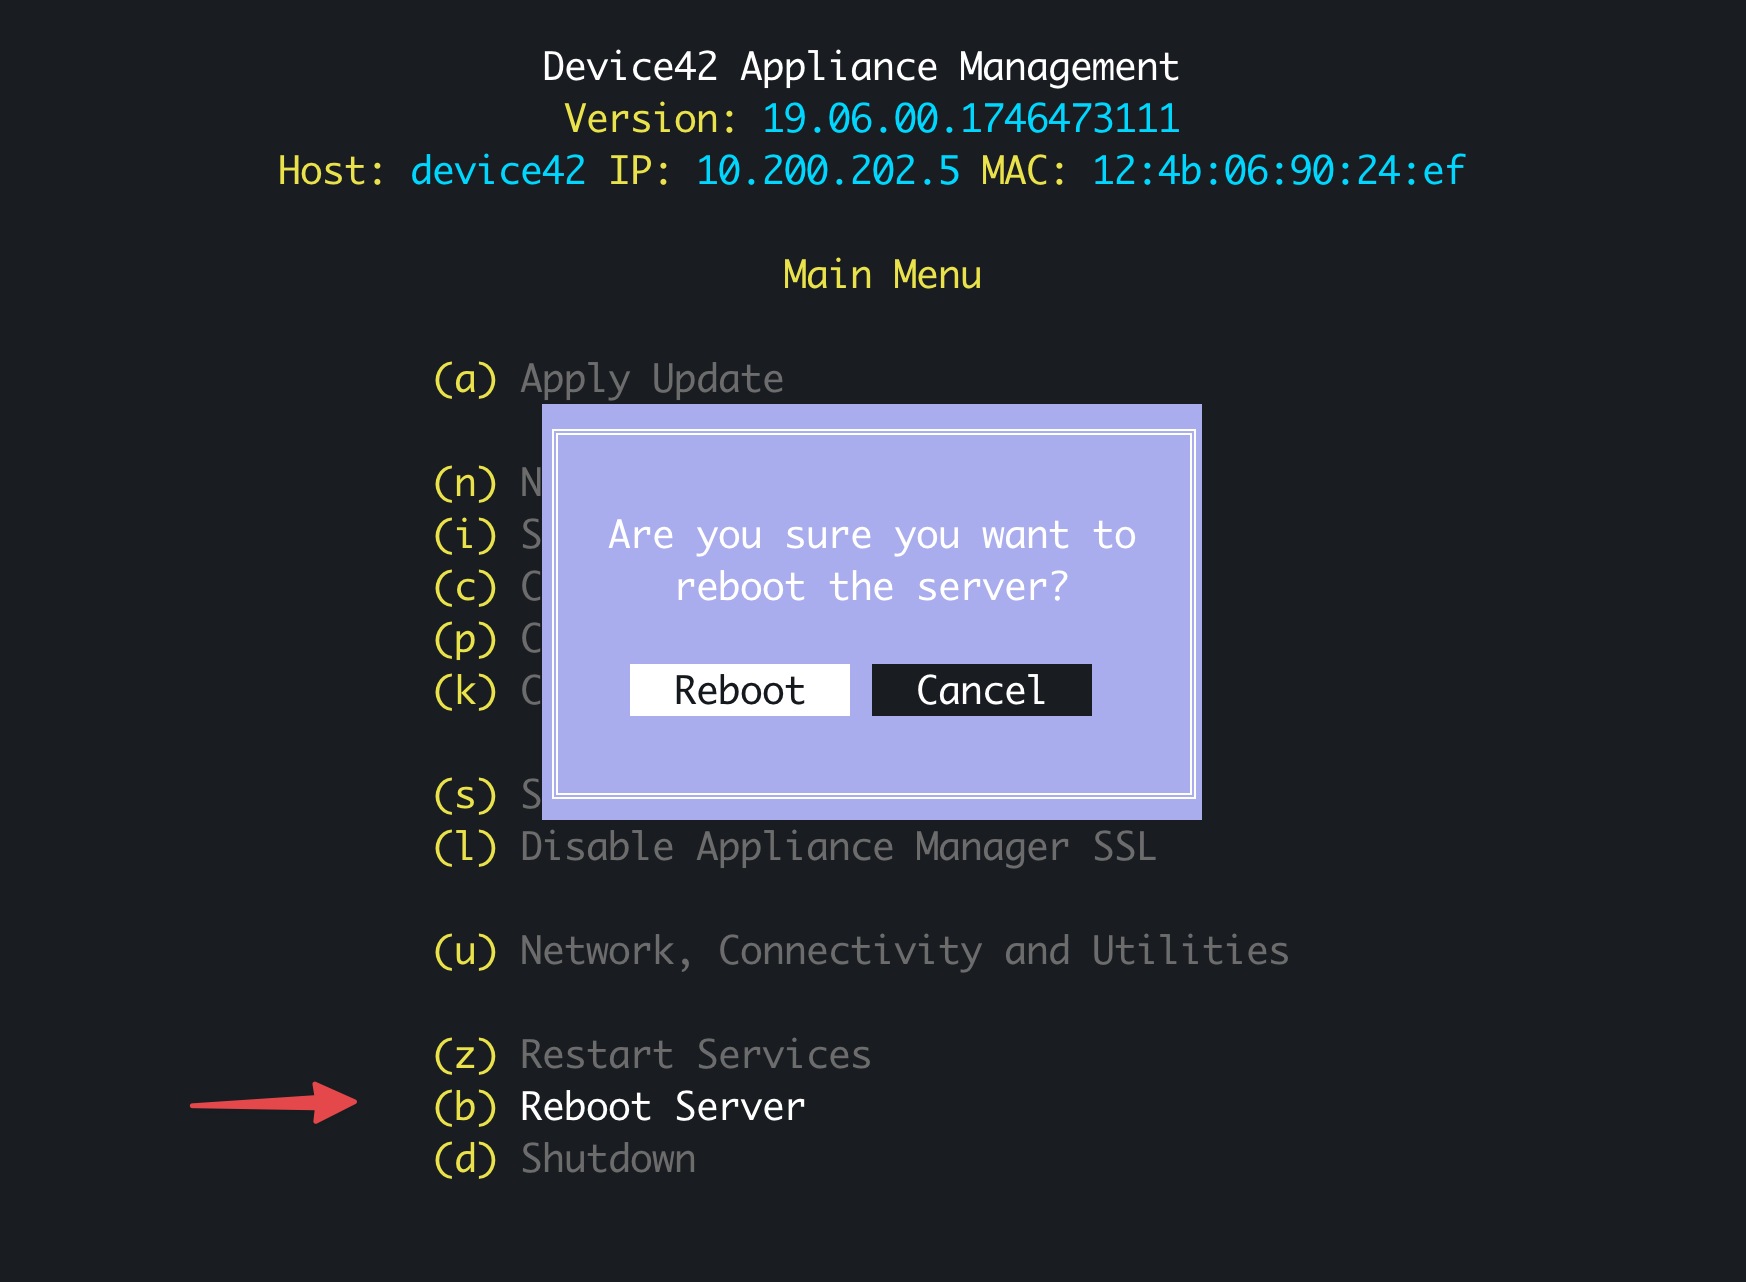 Device42 Appliance Management
Version: 19.06.00.1746473111
Host: device42 IP: 10.200.202.5 MAC: 12:4b:06:90:24:ef
Main Menu
(a) Apply Update
(n) N
(i) S
(c) C
(p) C
(k) C
(s) S
Are you sure you want to
reboot the server?
Reboot Cancel
(l) Disable Appliance Manager SSL
(u) Network, Connectivity and Utilities
(z) Restart Services
(b) Reboot Server
(d) Shutdown